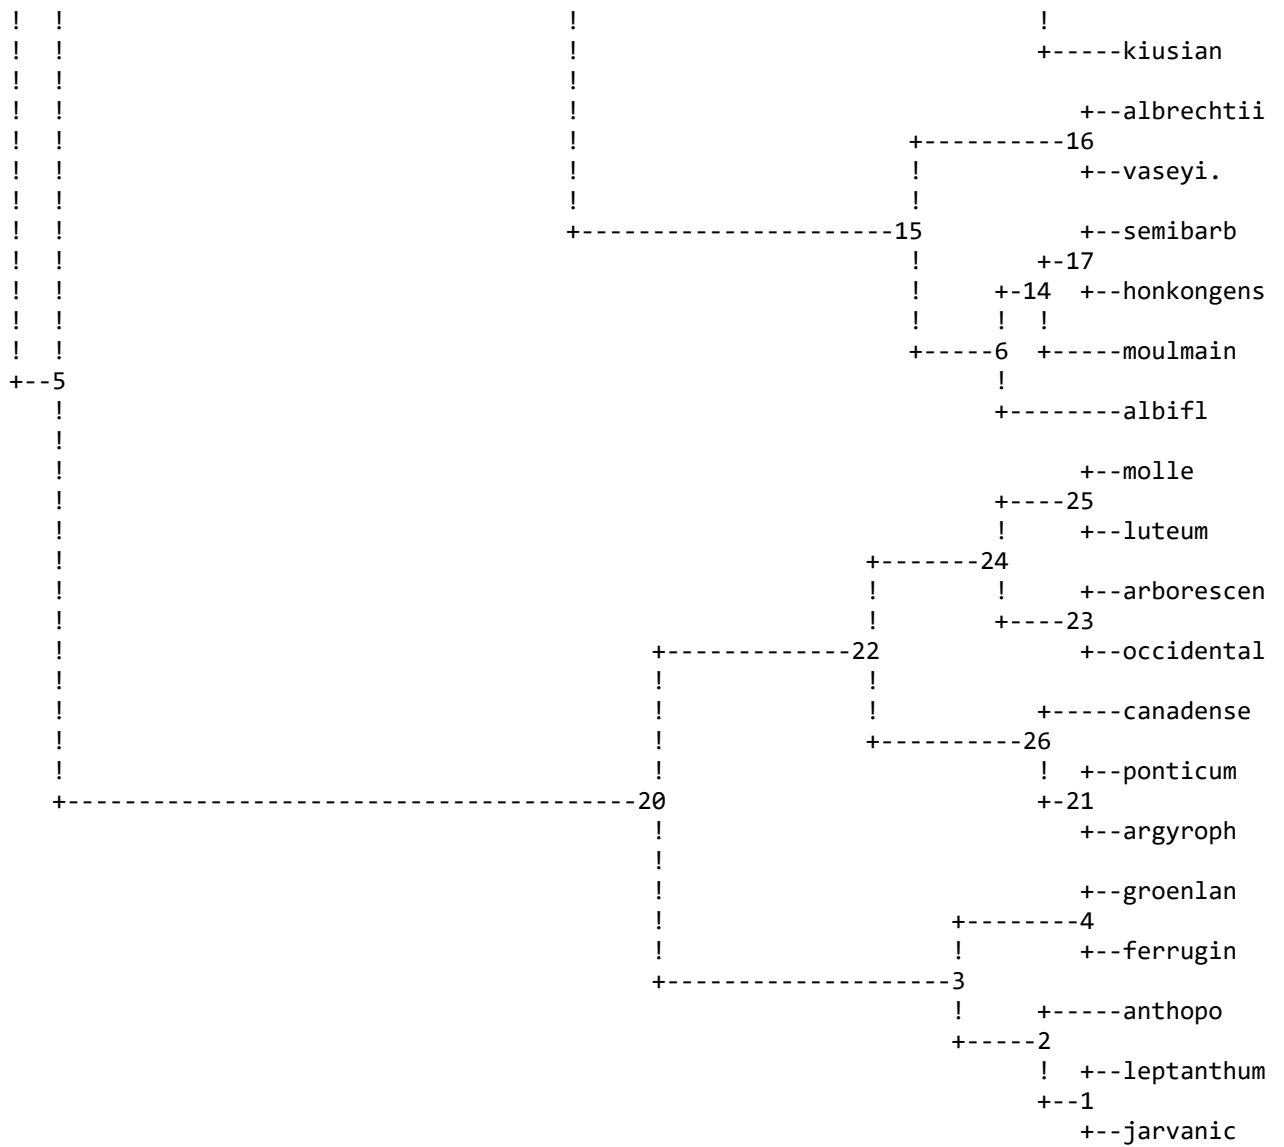 !  !                                   !                                !
!  !                                   !                                +-----kiusian
!  !                                   !
!  !                                   !                                   +--albrechtii
!  !                                   !                       +----------16
!  !                                   !                       !           +--vaseyi.
!  !                                   !                       !
!  !                                   +----------------------15           +--semibarb
!  !                                                           !        +-17
!  !                                                           !     +-14  +--honkongens
!  !                                                           !     !  !
!  !                                                           +-----6  +-----moulmain
+--5                                                                 !
   !                                                                 +--------albifl
   !
   !                                                                       +--molle
   !                                                                 +----25
   !                                                                 !     +--luteum
   !                                                        +-------24
   !                                                        !        !     +--arborescen
   !                                                        !        +----23
   !                                         +-------------22              +--occidental
   !                                         !              !
   !                                         !              !           +-----canadense
   !                                         !              +----------26
   !                                         !                          !  +--ponticum
   +----------------------------------------20                          +-21
                                             !                             +--argyroph
                                             !
                                             !                             +--groenlan
                                             !                    +--------4
                                             !                    !        +--ferrugin
                                             +--------------------3
                                                                  !     +-----anthopo
                                                                  +-----2
                                                                        !  +--leptanthum
                                                                        +--1
                                                                           +--jarvanic